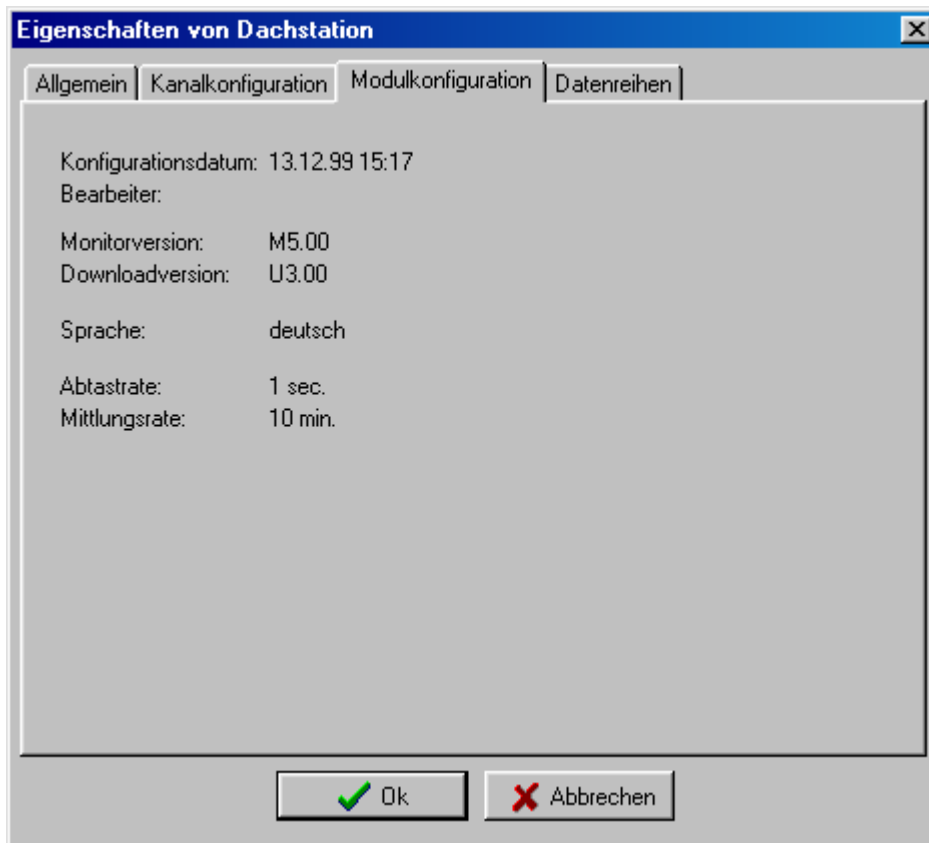 Eigenschaften von Dachstation
Allgemein Kanalkonfiguration Modulkonfiguration Datenreihen
Konfigurationsdatum: 13.12.99 15:17
Bearbeiter:
Monitorversion: M5.00
Downloadversion: U3.00
Sprache: deutsch
Abtastrate: 1 sec.
Mittlungsrate: 10 min.
Ok Abbrechen